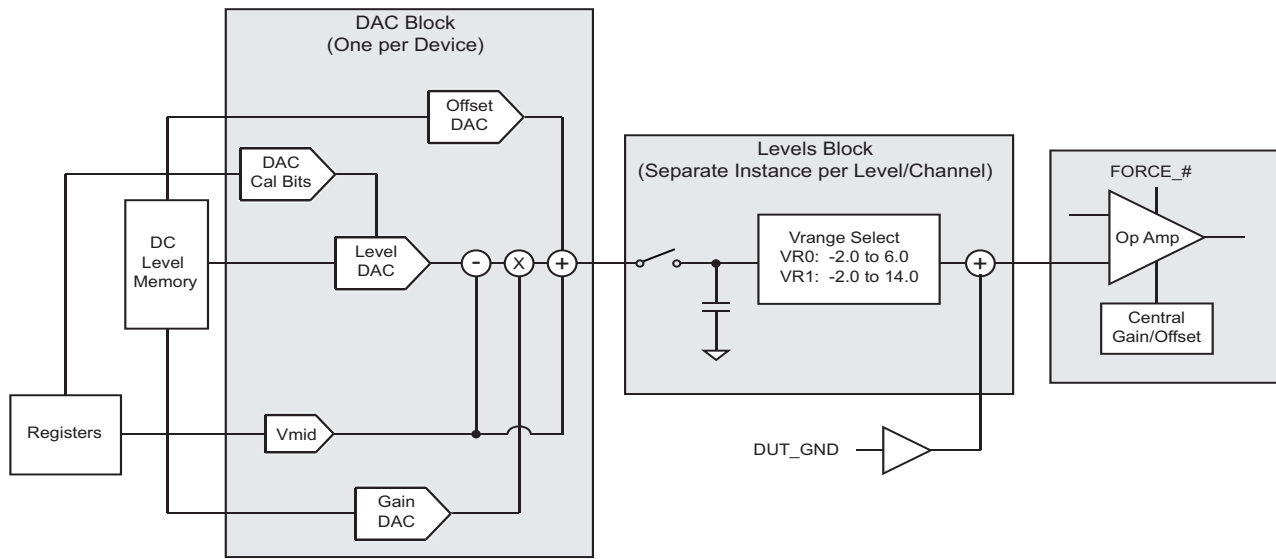 DAC Block
(One per Device)
Offset
DAC
DAC
Cal Bits
DC
Level
Memory
Level
DAC
-
X
+
Registers
Vmid
Gain
DAC
Levels Block
(Separate Instance per Level/Channel)
Vrange Select
VR0: -2.0 to 6.0
VR1: -2.0 to 14.0
+
DUT_GND
FORCE_#
Op Amp
Central
Gain/Offset